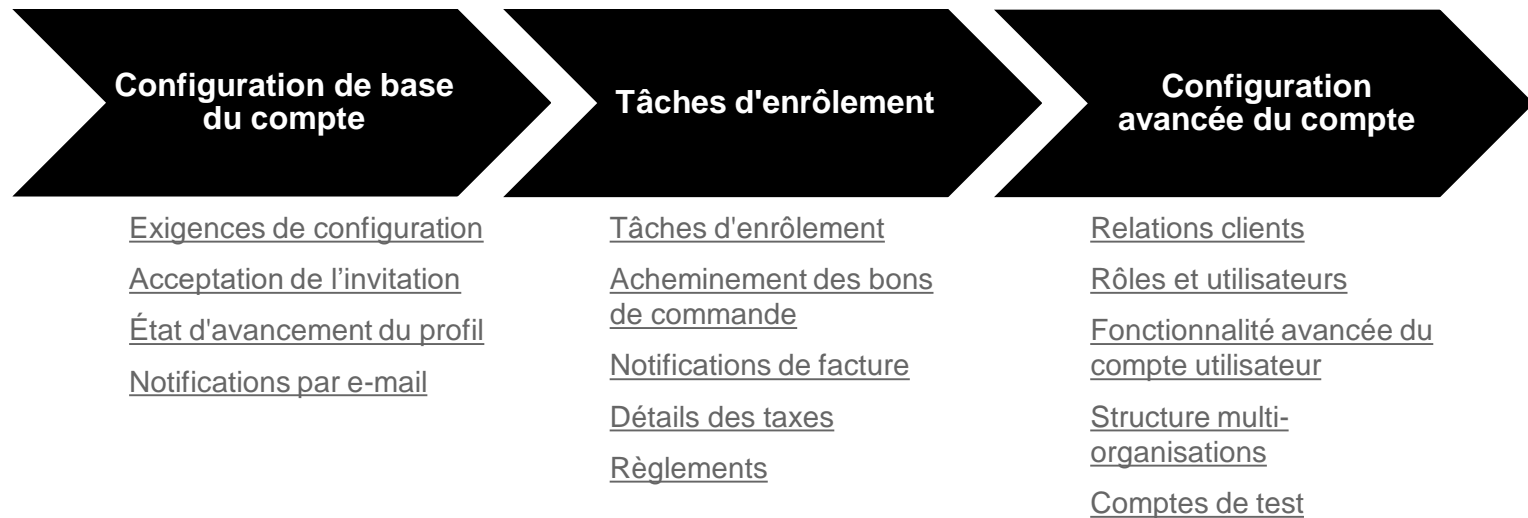 Configuration de base
du compte
Tâches d'enrôlement
Configuration
avancée du compte
Exigences de configuration
Acceptation de l’invitation
État d'avancement du profil
Notifications par e-mail
Tâches d'enrôlement
Acheminement des bons
de commande
Notifications de facture
Détails des taxes
Règlements
Relations clients
Rôles et utilisateurs
Fonctionnalité avancée du
compte utilisateur
Structure multi-
organisations
Comptes de test